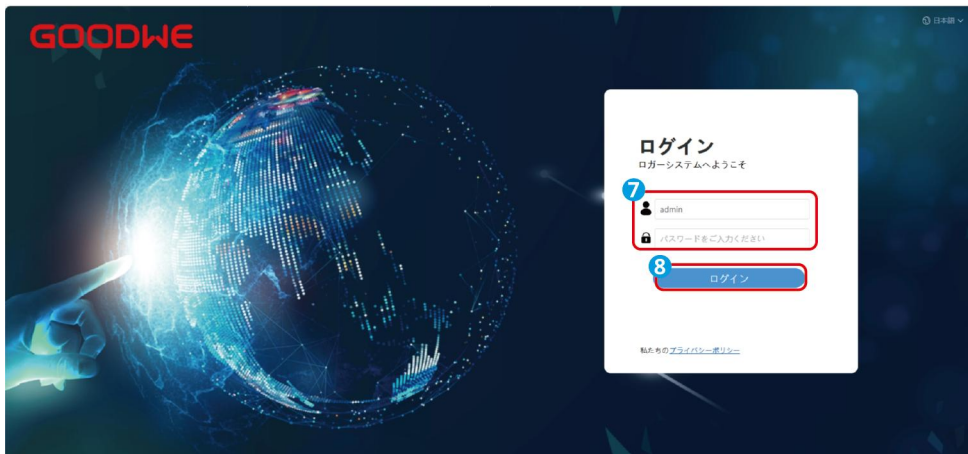 GOODWE
日本語
ログイン
ロガーシステムへようこそ
7
admin
パスワードをご入力ください
8
ログイン
私たちのプライバシーポリシー